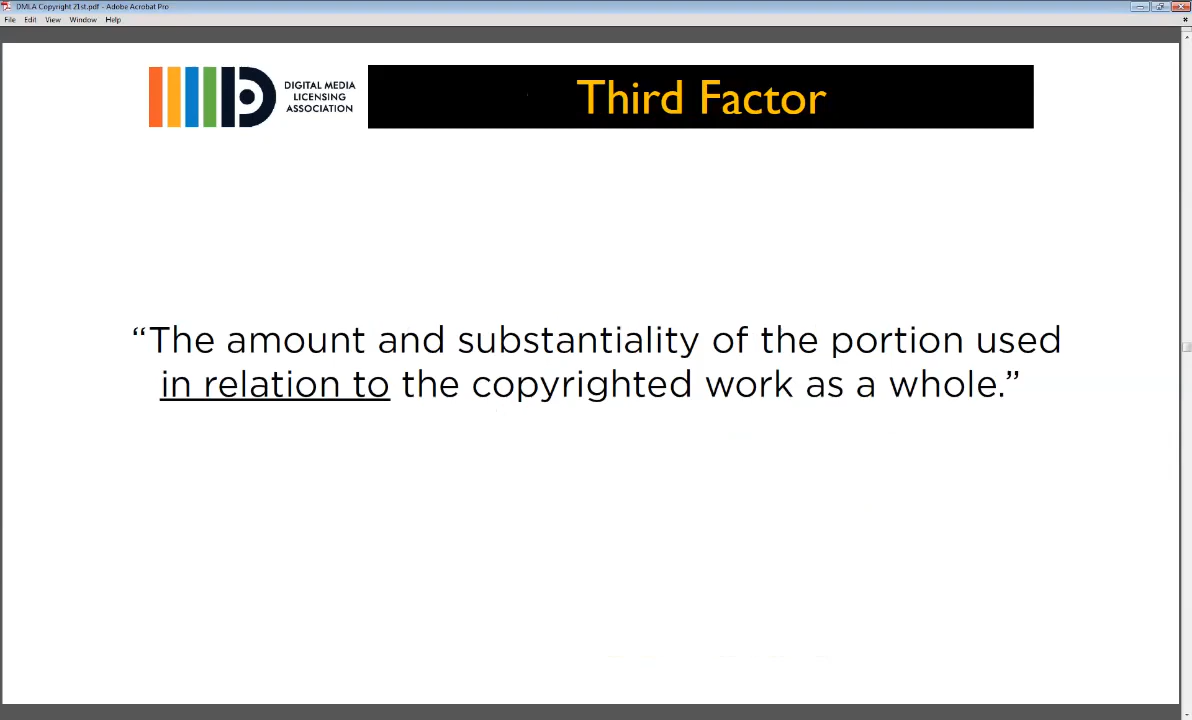 DMLA Copyright 21st.pdf - Adobe Acrobat Pro
File Edit View Window Help
DIGITAL MEDIA
LICENSING
ASSOCIATION
Third Factor
“The amount and substantiality of the portion used
in relation to the copyrighted work as a whole.”